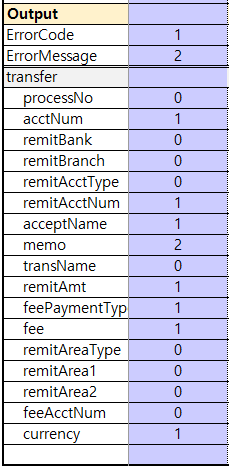 Output
ErrorCode 1
ErrorMessage 2
transfer
processNo 0
acctNum 1
remitBank 0
remitBranch 0
remitAcctType 0
remitAcctNum 1
acceptName 1
memo 2
transName 0
remitAmt 1
feePaymentTyp 1
fee 1
remitAreaType 0
remitArea1 0
remitArea2 0
feeAcctNum 0
currency 1